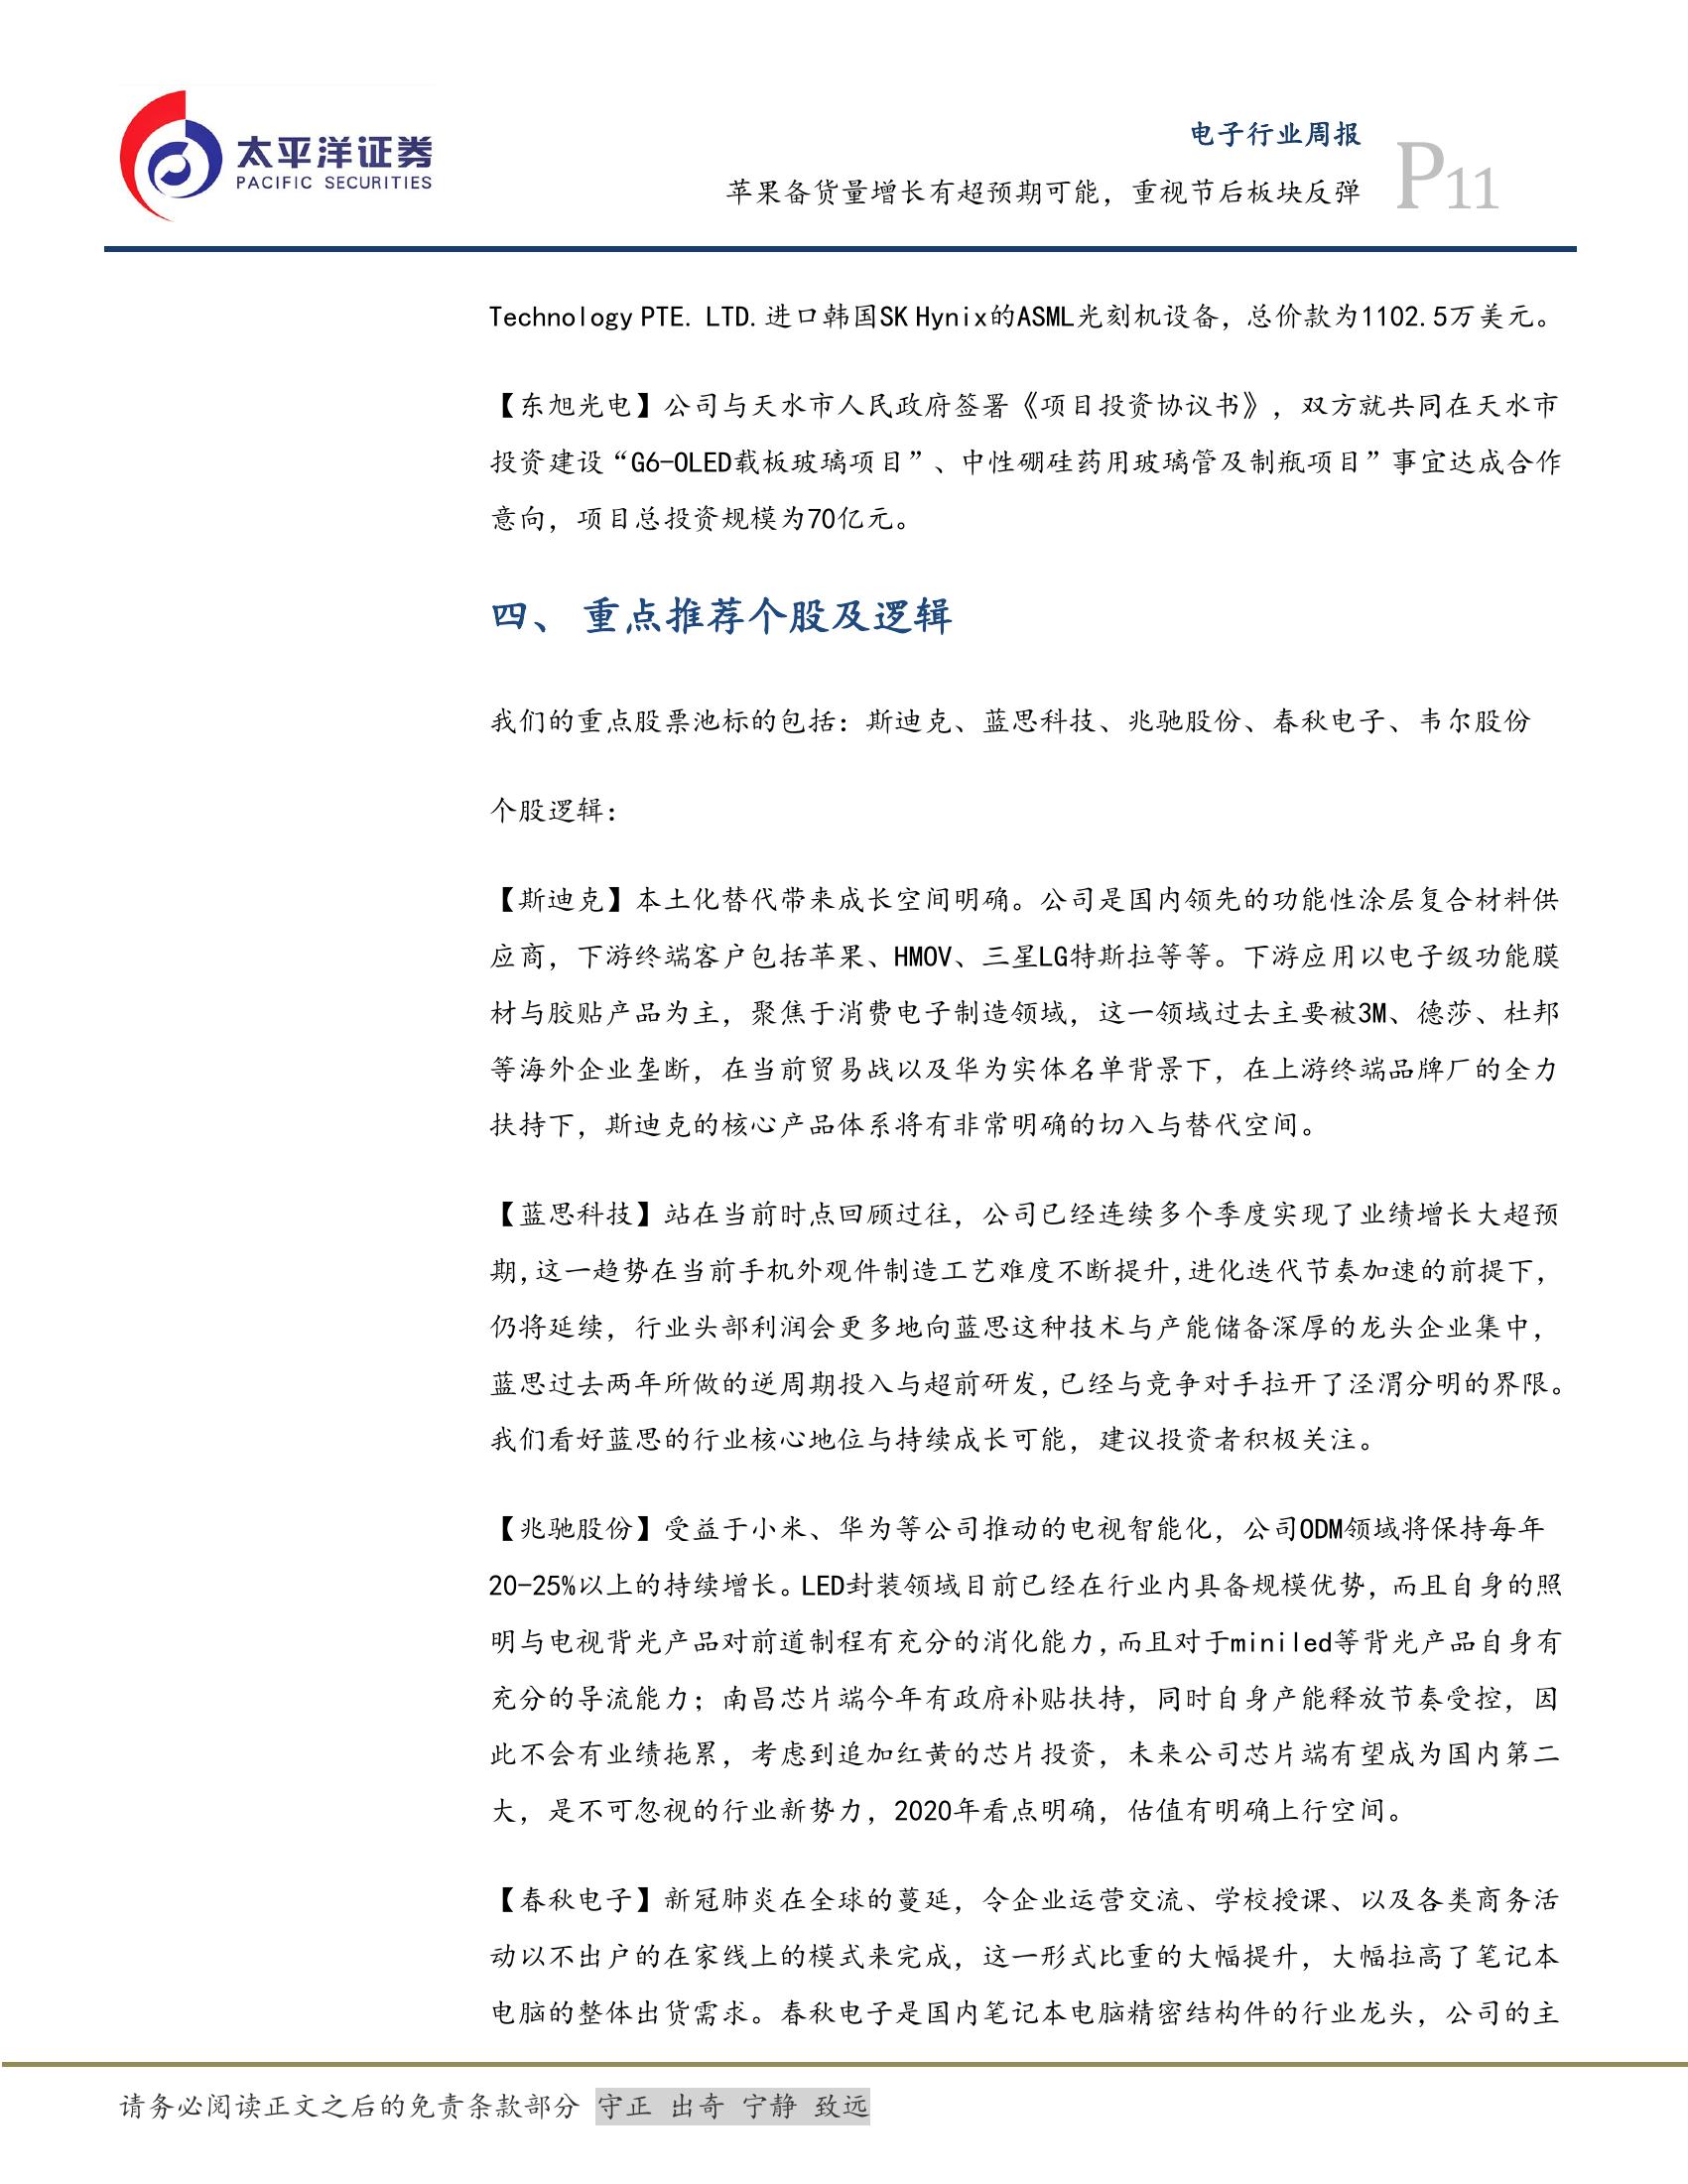 太平洋证券
PACIFIC SECURITIES
电子行业周报
苹果备货量增长有超预期可能，重视节后板块反弹
P11
Technology PTE. LTD.进口韩国SK Hynix的ASML光刻机设备，总价款为1102.5万美元。
【东旭光电】公司与天水市人民政府签署《项目投资协议书》，双方就共同在天水市
投资建设“G6-OLED载板玻璃项目”、中性硼硅药用玻璃管及制瓶项目”事宜达成合作
意向，项目总投资规模为70亿元。
四、 重点推荐个股及逻辑
我们的重点股票池标的包括：斯迪克、蓝思科技、兆驰股份、春秋电子、韦尔股份
个股逻辑：
【斯迪克】本土化替代带来成长空间明确。公司是国内领先的功能性涂层复合材料供
应商，下游终端客户包括苹果、HMOV、三星LG特斯拉等等。下游应用以电子级功能膜
材与胶贴产品为主，聚焦于消费电子制造领域，这一领域过去主要被3M、德莎、杜邦
等海外企业垄断，在当前贸易战以及华为实体名单背景下，在上游终端品牌厂的全力
扶持下，斯迪克的核心产品体系将有非常明确的切入与替代空间。
【蓝思科技】站在当前时点回顾过往，公司已经连续多个季度实现了业绩增长大超预
期,这一趋势在当前手机外观件制造工艺难度不断提升,进化迭代节奏加速的前提下，
仍将延续，行业头部利润会更多地向蓝思这种技术与产能储备深厚的龙头企业集中，
蓝思过去两年所做的逆周期投入与超前研发,已经与竞争对手拉开了泾渭分明的界限。
我们看好蓝思的行业核心地位与持续成长可能，建议投资者积极关注。
【兆驰股份】受益于小米、华为等公司推动的电视智能化，公司ODM领域将保持每年
20-25%以上的持续增长。LED封装领域目前已经在行业内具备规模优势，而且自身的照
明与电视背光产品对前道制程有充分的消化能力,而且对于miniled等背光产品自身有
充分的导流能力；南昌芯片端今年有政府补贴扶持，同时自身产能释放节奏受控，因
此不会有业绩拖累，考虑到追加红黄的芯片投资，未来公司芯片端有望成为国内第二
大，是不可忽视的行业新势力，2020年看点明确，估值有明确上行空间。
【春秋电子】新冠肺炎在全球的蔓延，令企业运营交流、学校授课、以及各类商务活
动以不出户的在家线上的模式来完成，这一形式比重的大幅提升，大幅拉高了笔记本
电脑的整体出货需求。春秋电子是国内笔记本电脑精密结构件的行业龙头，公司的主
请务必阅读正文之后的免责条款部分 守正 出奇 宁静 致远